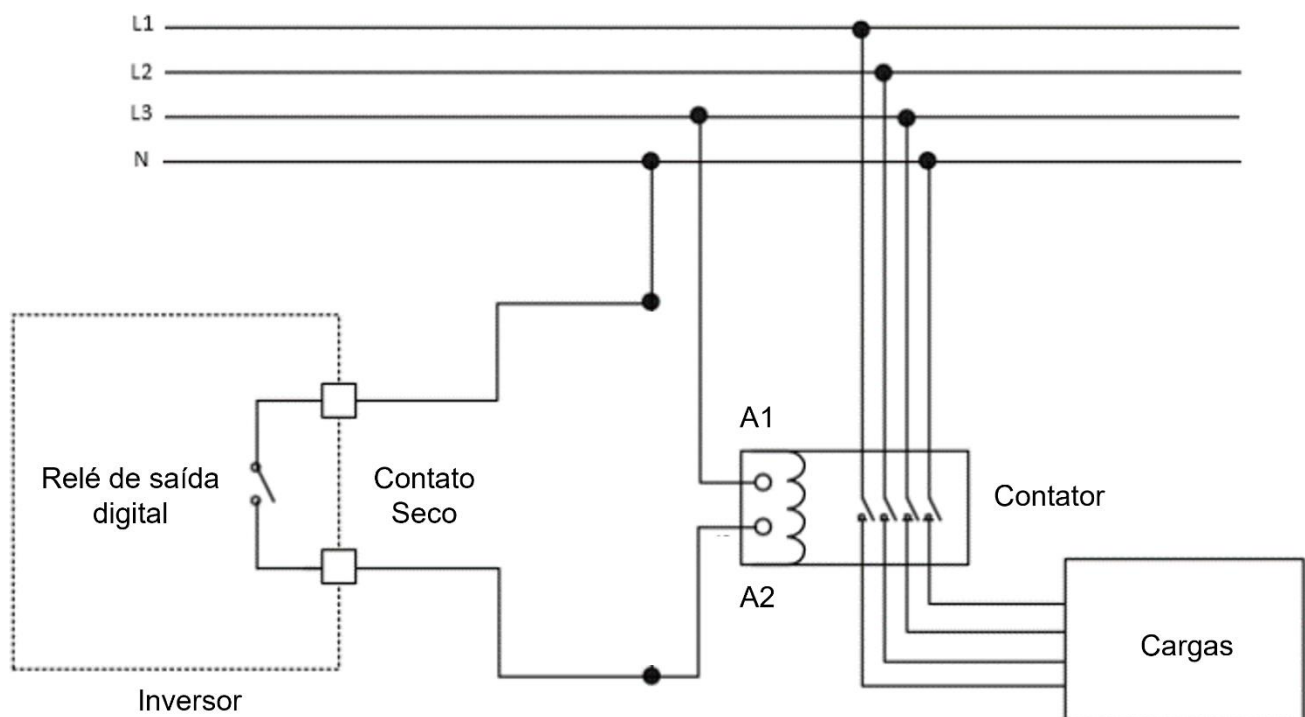 L1
L2
L3
N
A1
Relé de saída
digital
Contato
Seco
Contator
A2
Cargas
Inversor